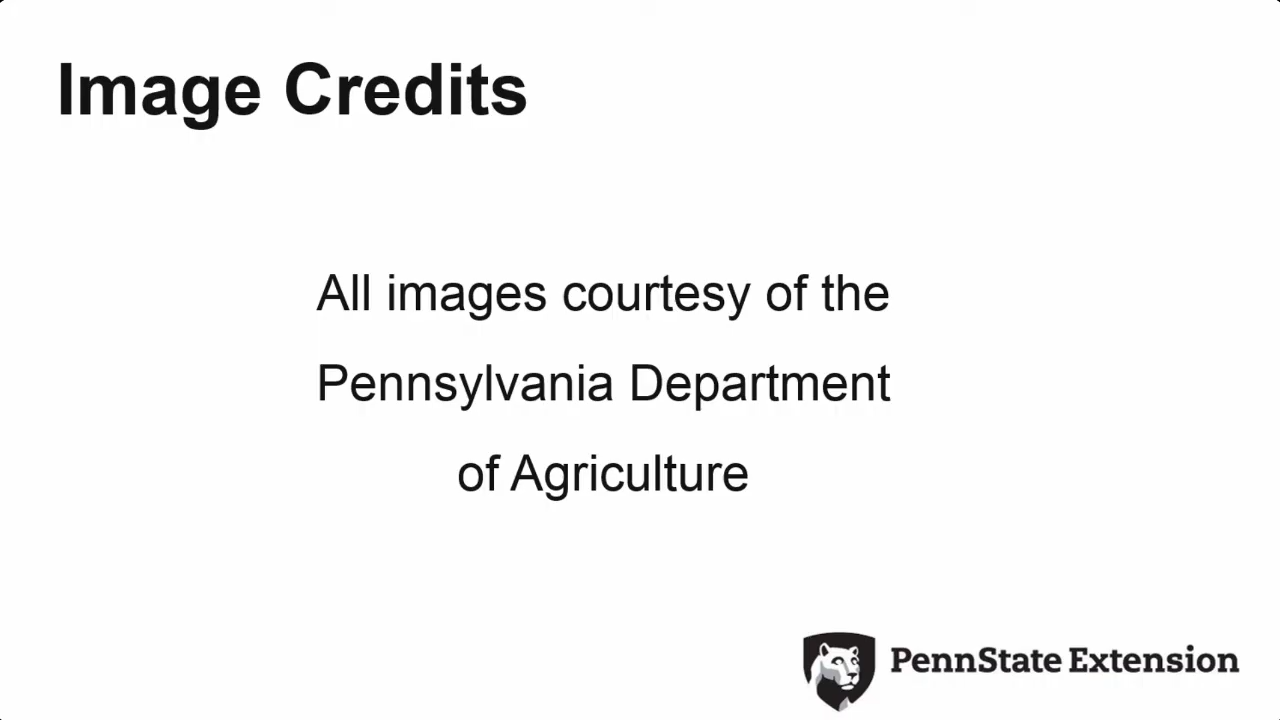 Image Credits
All images courtesy of the
Pennsylvania Department
of Agriculture
PennState Extension